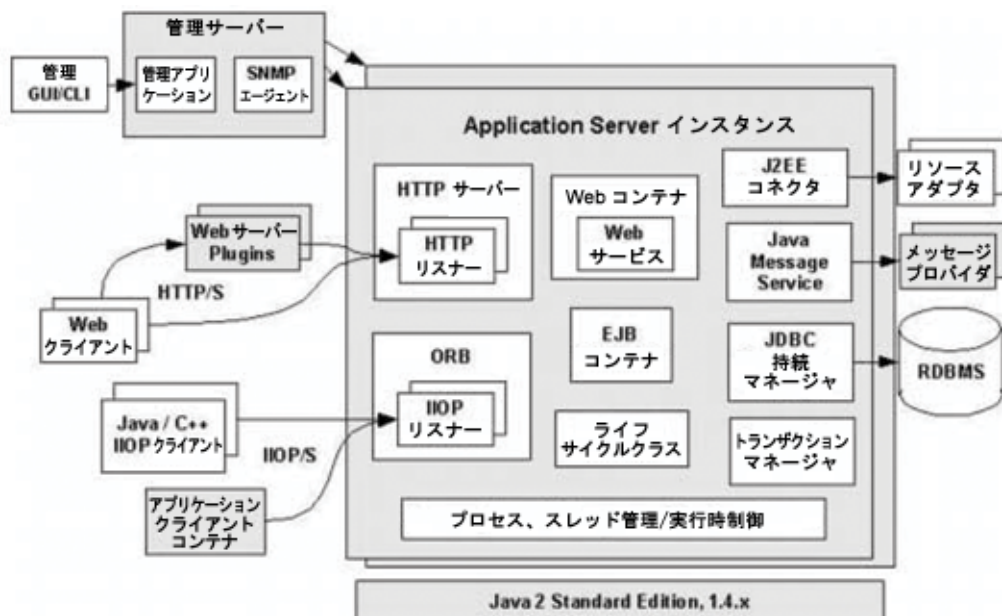 管理サーバー
管理
GUI/CLI
管理アプリ
ケーション
SNMP
エージェント
Application Server インスタンス
HTTP サーバー
HTTP
リスナー
Web コンテナ
Web
サービス
J2EE
コネクタ
リソース
アダプタ
Web サーバー
Plugins
HTTP/S
Web
クライアント
Java
Message
Service
メッセージ
プロバイダ
ORB
IIOP
リスナー
EJB
コンテナ
JDBC
持続
マネージャ
RDBMS
Java / C++
IIOP クライアント
IIOP/S
ライフ
サイクルクラス
トランザクション
マネージャ
アプリケーション
クライアント
コンテナ
プロセス、スレッド管理/実行時制御
Java 2 Standard Edition, 1.4.x